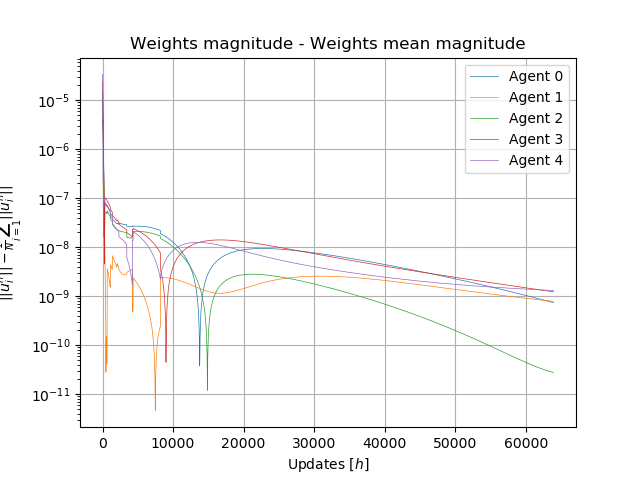 Weights magnitude - Weights mean magnitude
Agent 0
Agent 1
Agent 2
Agent 3
Agent 4
10⁻⁵
10⁻⁶
10⁻⁷
10⁻⁸
10⁻⁹
10⁻¹⁰
10⁻¹¹
0 10000 20000 30000 40000 50000 60000
Updates [h]